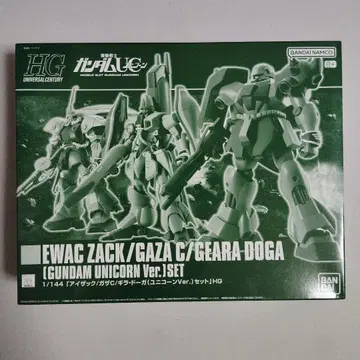 HG
UNIVERSAL CENTURY
機動戦士
ガンダムUC
MOBILE SUIT GUNDAM UNICORN
BANDAI NAMCO
EWAC ZACK/GAZA C/GEARA DOGA
(GUNDAM UNICORN Ver.) SET
1/144「アイザック/ガザC/ギラ・ドーガ(ユニコーンVer.)セット」HG
BAN
DAI